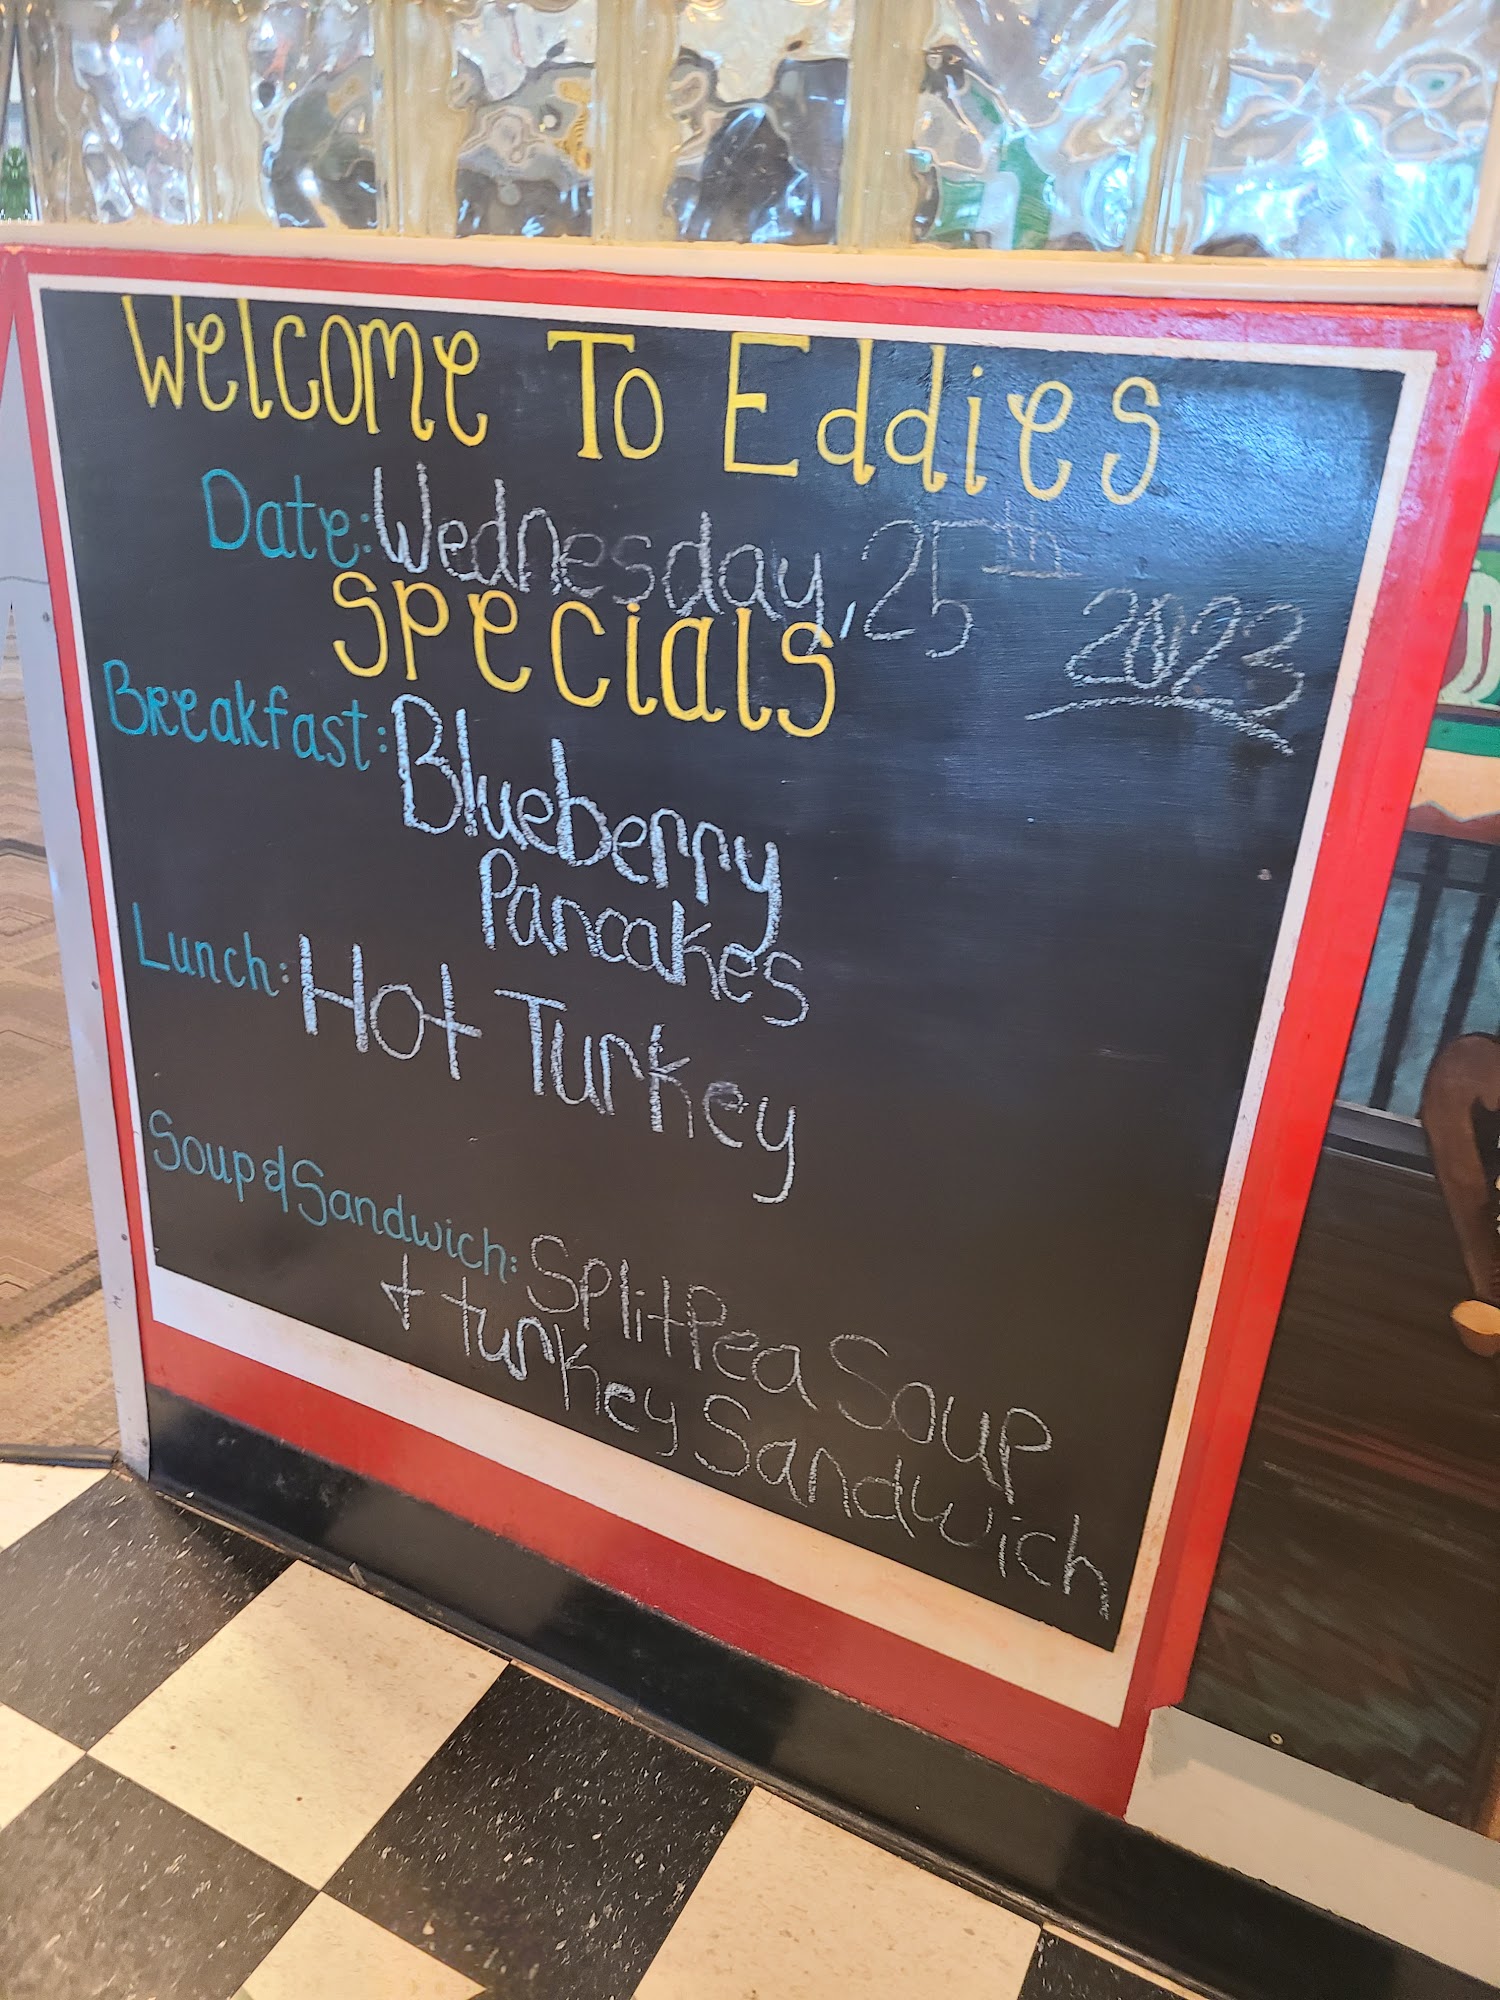 Welcome To Eddies
Date: Wednesday, 25th 2023
Specials
Breakfast: Blueberry
Pancakes
Lunch: Hot Turkey
Soup & Sandwich: Split Pea Soup
+ turkey Sandwich